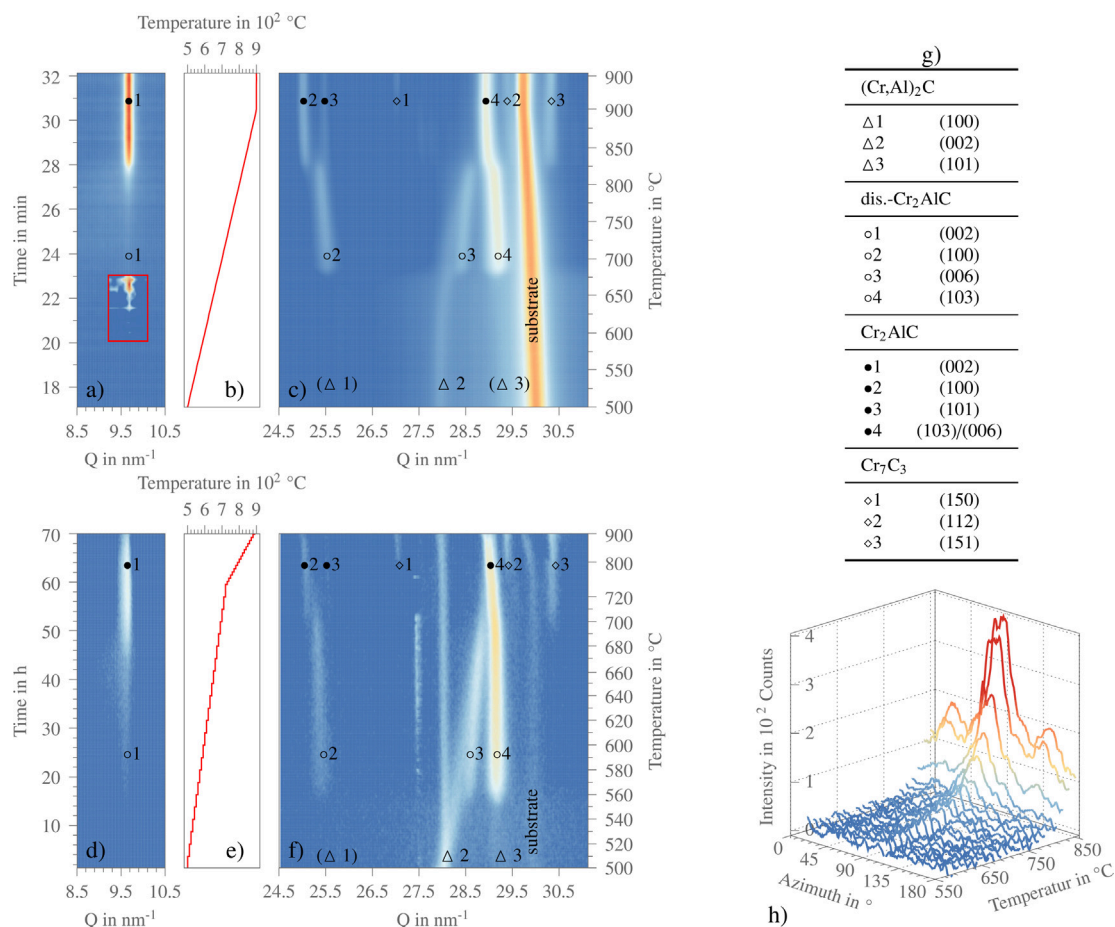 Temperature in 10² °C
5 6 7 8 9
32
30
28
26
24
22
20
18
Time in min
1
1
a)
8.5 9.5 10.5
Q in nm⁻¹
b)
●2 ●3 ◇1 ●4 ◇2 ◇3
○2 ○3 ○4
substrate
c) (△ 1) △ 2 (△ 3)
24.5 25.5 26.5 27.5 28.5 29.5 30.5
Q in nm⁻¹
900
900
800
750
700
650
600
500
Temperature in °C
Temperature in 10² °C
5 6 7 8 9
70
60
50
40
30
20
10
Time in h
●1
○1
d)
8.5 9.5 10.5
Q in nm⁻¹
e)
●2 ●3 ◇1 ●4 ◇2 ◇3
○2 ○3 ○4
substrate
f) (△ 1) △ 2 △ 3
24.5 25.5 26.5 27.5 28.5 29.5 30.5
Q in nm⁻¹
900
800
720
700
680
660
640
620
600
580
560
540
500
Temperature in °C
g)
(Cr,Al)₂C
△1 (100)
△2 (002)
△3 (101)
dis.-Cr₂AlC
○1 (002)
○2 (100)
○3 (006)
○4 (103)
Cr₂AlC
●1 (002)
●2 (100)
●3 (101)
●4 (103)/(006)
Cr₇C₃
◇1 (150)
◇2 (112)
◇3 (151)
4
3
2
1
0
Intensity in 10² Counts
0 45 90 135 180
Azimuth in °
550 650 750 850
Temperatur in °C
h)